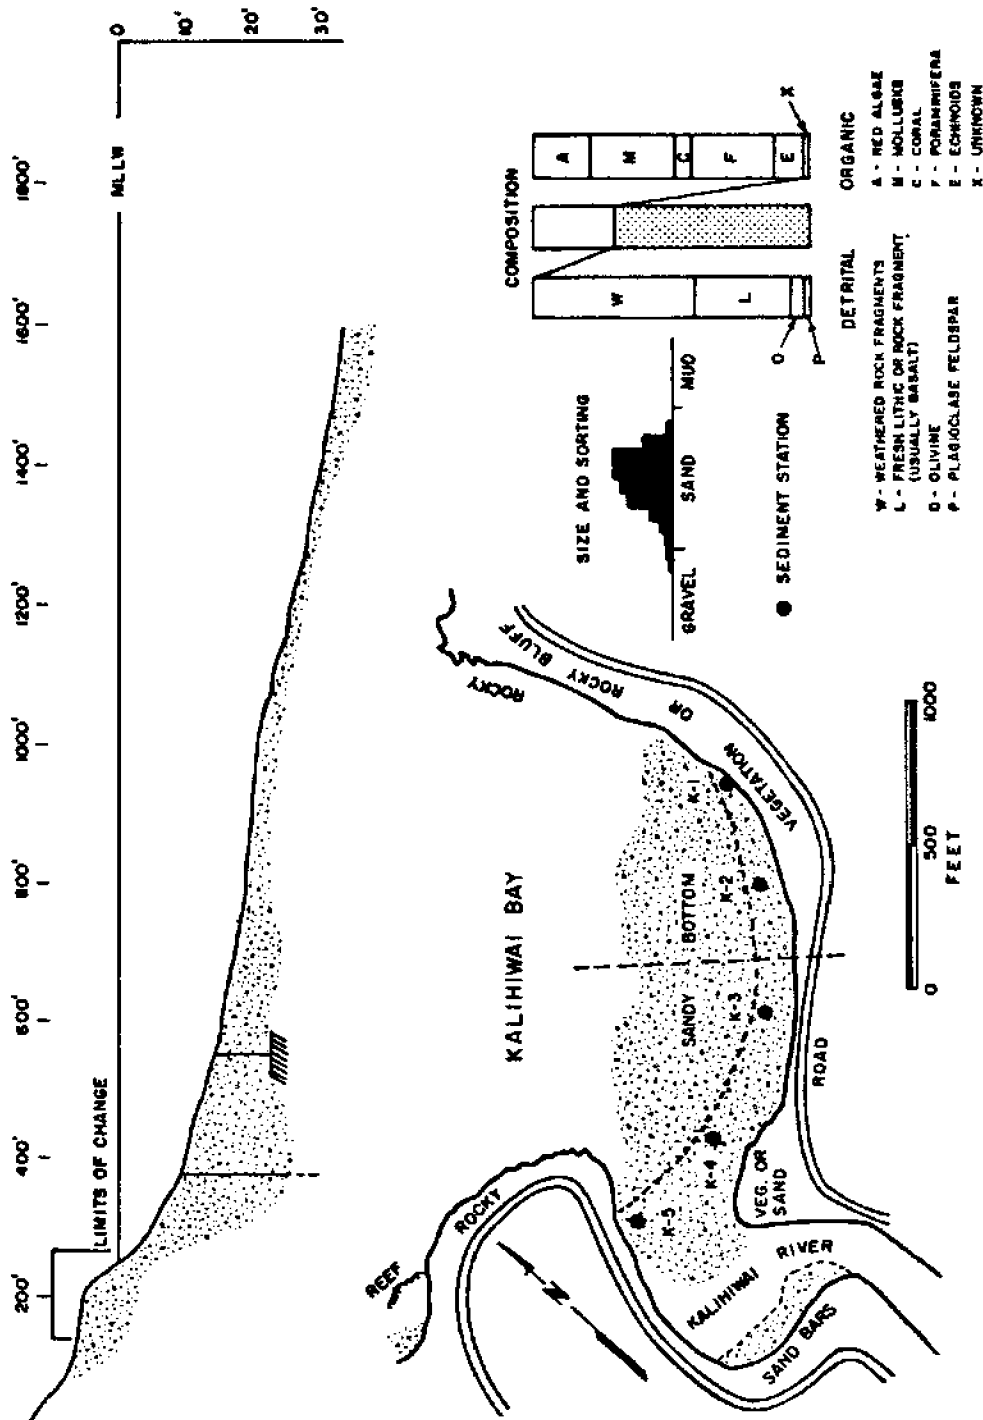 200'
400'
600'
800'
1000'
1200'
1400'
1600'
1800'
0
10'
20'
30'
MLLW
LIMITS OF CHANGE
KALIHIWAI BAY
REEF
ROCKY
N
K-5
K-4
K-3
K-2
K-1
SANDY BOTTOM
ROCKY
VEGETATION OR ROCKY BLUFF
KALIHIWAI RIVER
SAND BARS
VEG. OR
SAND
ROAD
0 500 1000
FEET
SIZE AND SORTING
GRAVEL SAND MUD
SEDIMENT STATION
COMPOSITION
W
L
O
P
A
M
C
F
E
X
DETRITAL
W - WEATHERED ROCK FRAGMENTS
L - FRESH LITHIC OR ROCK FRAGMENT
(USUALLY BASALT)
O - OLIVINE
P - PLAGIOCLASE FELDSPAR
ORGANIC
A - RED ALGAE
M - MOLLUSKS
C - CORAL
F - FORAMINIFERA
E - ECHINOIDS
X - UNKNOWN